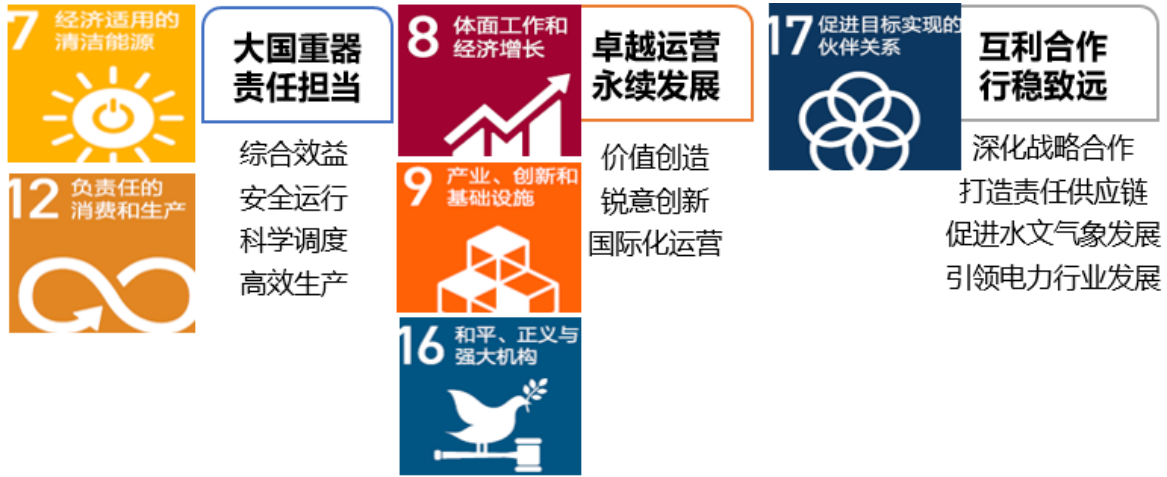 7 经济适用的
清洁能源
大国重器
责任担当
综合效益
安全运行
科学调度
高效生产
12 负责任的
消费和生产
8 体面工作和
经济增长
卓越运营
永续发展
价值创造
锐意创新
国际化运营
9 产业、创新和
基础设施
16 和平、正义与
强大机构
17 促进目标实现的
伙伴关系
互利合作
行稳致远
深化战略合作
打造责任供应链
促进水文气象发展
引领电力行业发展